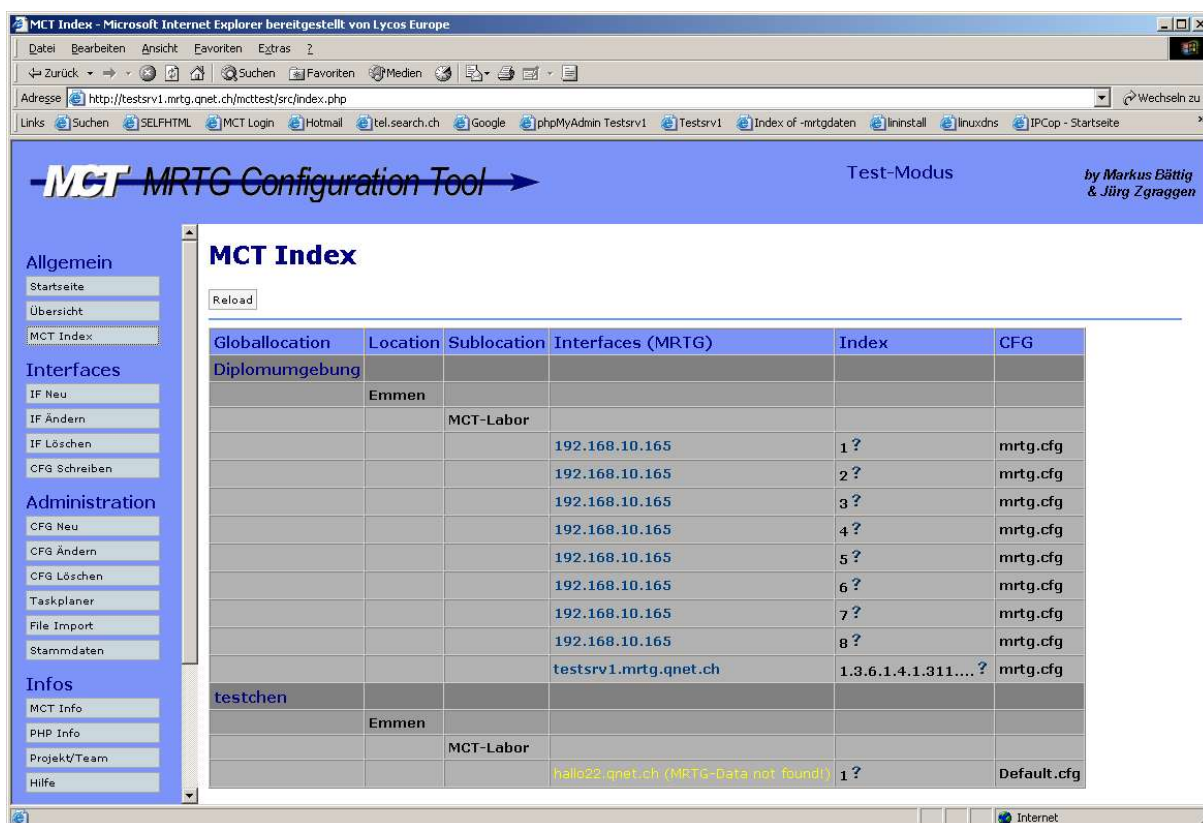 MCT Index - Microsoft Internet Explorer bereitgestellt von Lycos Europe
Datei Bearbeiten Ansicht Favoriten Extras ?
Zurück Suchen Favoriten Medien
Adresse http://testsrv1.mrtg.qnet.ch/mcttest/src/index.php Wechseln zu
Links Suchen SELFHTML MCT Login Hotmail tel.search.ch Google phpMyAdmin Testsrv1 Testsrv1 Index of -mrtgdaten lininstall linuxdns IPCop - Startseite »
MCT MRTG Configuration Tool
Test-Modus
by Markus Bättig
& Jürg Zgraggen
Allgemein
Startseite
Übersicht
MCT Index
Interfaces
IF Neu
IF Ändern
IF Löschen
CFG Schreiben
Administration
CFG Neu
CFG Ändern
CFG Löschen
Taskplaner
File Import
Stammdaten
Infos
MCT Info
PHP Info
Projekt/Team
Hilfe
MCT Index
Reload
Globallocation Location Sublocation Interfaces (MRTG) Index CFG
Diplomumgebung
Emmen
MCT-Labor
192.168.10.165 1 ? mrtg.cfg
192.168.10.165 2 ? mrtg.cfg
192.168.10.165 3 ? mrtg.cfg
192.168.10.165 4 ? mrtg.cfg
192.168.10.165 5 ? mrtg.cfg
192.168.10.165 6 ? mrtg.cfg
192.168.10.165 7 ? mrtg.cfg
192.168.10.165 8 ? mrtg.cfg
testsrv1.mrtg.qnet.ch 1.3.6.1.4.1.311.... ? mrtg.cfg
testchen
Emmen
MCT-Labor
hallo22.qnet.ch (MRTG-Data not found!) 1 ? Default.cfg
Internet